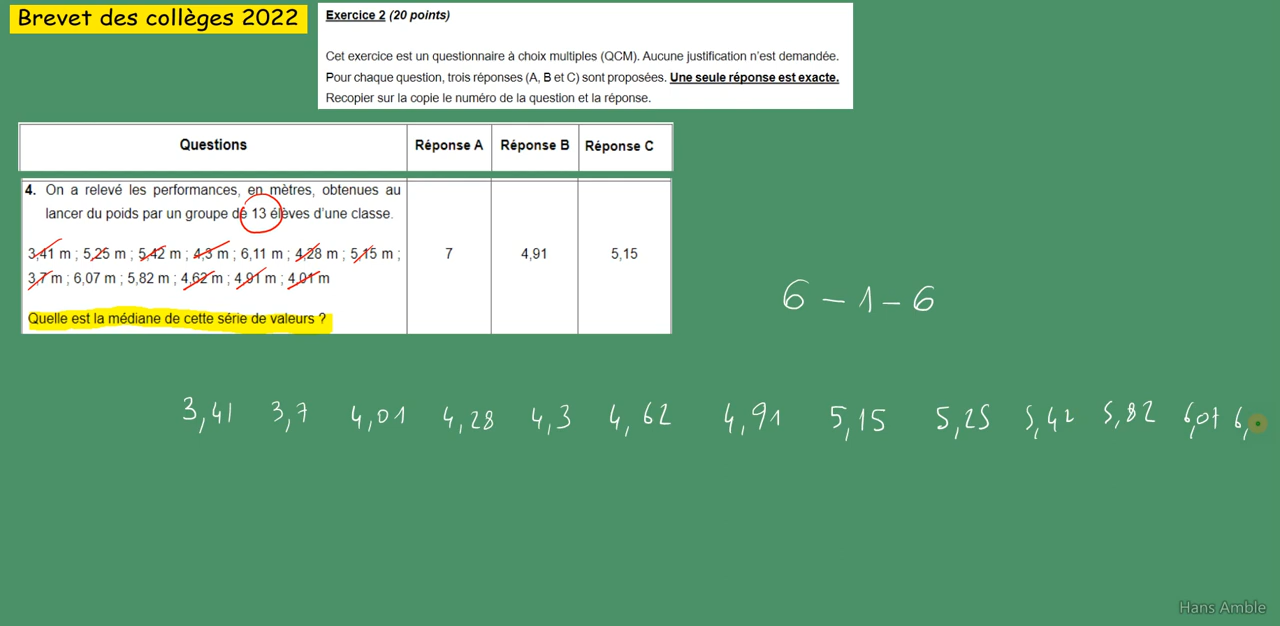 Brevet des collèges 2022
Exercice 2 (20 points)
Cet exercice est un questionnaire à choix multiples (QCM). Aucune justification n'est demandée.
Pour chaque question, trois réponses (A, B et C) sont proposées. Une seule réponse est exacte.
Recopier sur la copie le numéro de la question et la réponse.
Questions Réponse A Réponse B Réponse C
4. On a relevé les performances, en mètres, obtenues au
lancer du poids par un groupe de 13 élèves d'une classe.
3,41 m ; 5,25 m ; 5,42 m ; 4,3 m ; 6,11 m ; 4,28 m ; 5,15 m ;
3,7 m ; 6,07 m ; 5,82 m ; 4,62 m ; 4,91 m ; 4,01 m
Quelle est la médiane de cette série de valeurs ?
7 4,91 5,15
6 – 1 – 6
3,41 3,7 4,01 4,28 4,3 4,62 4,91 5,15 5,25 5,42 5,82 6,07 6,
Hans Amble